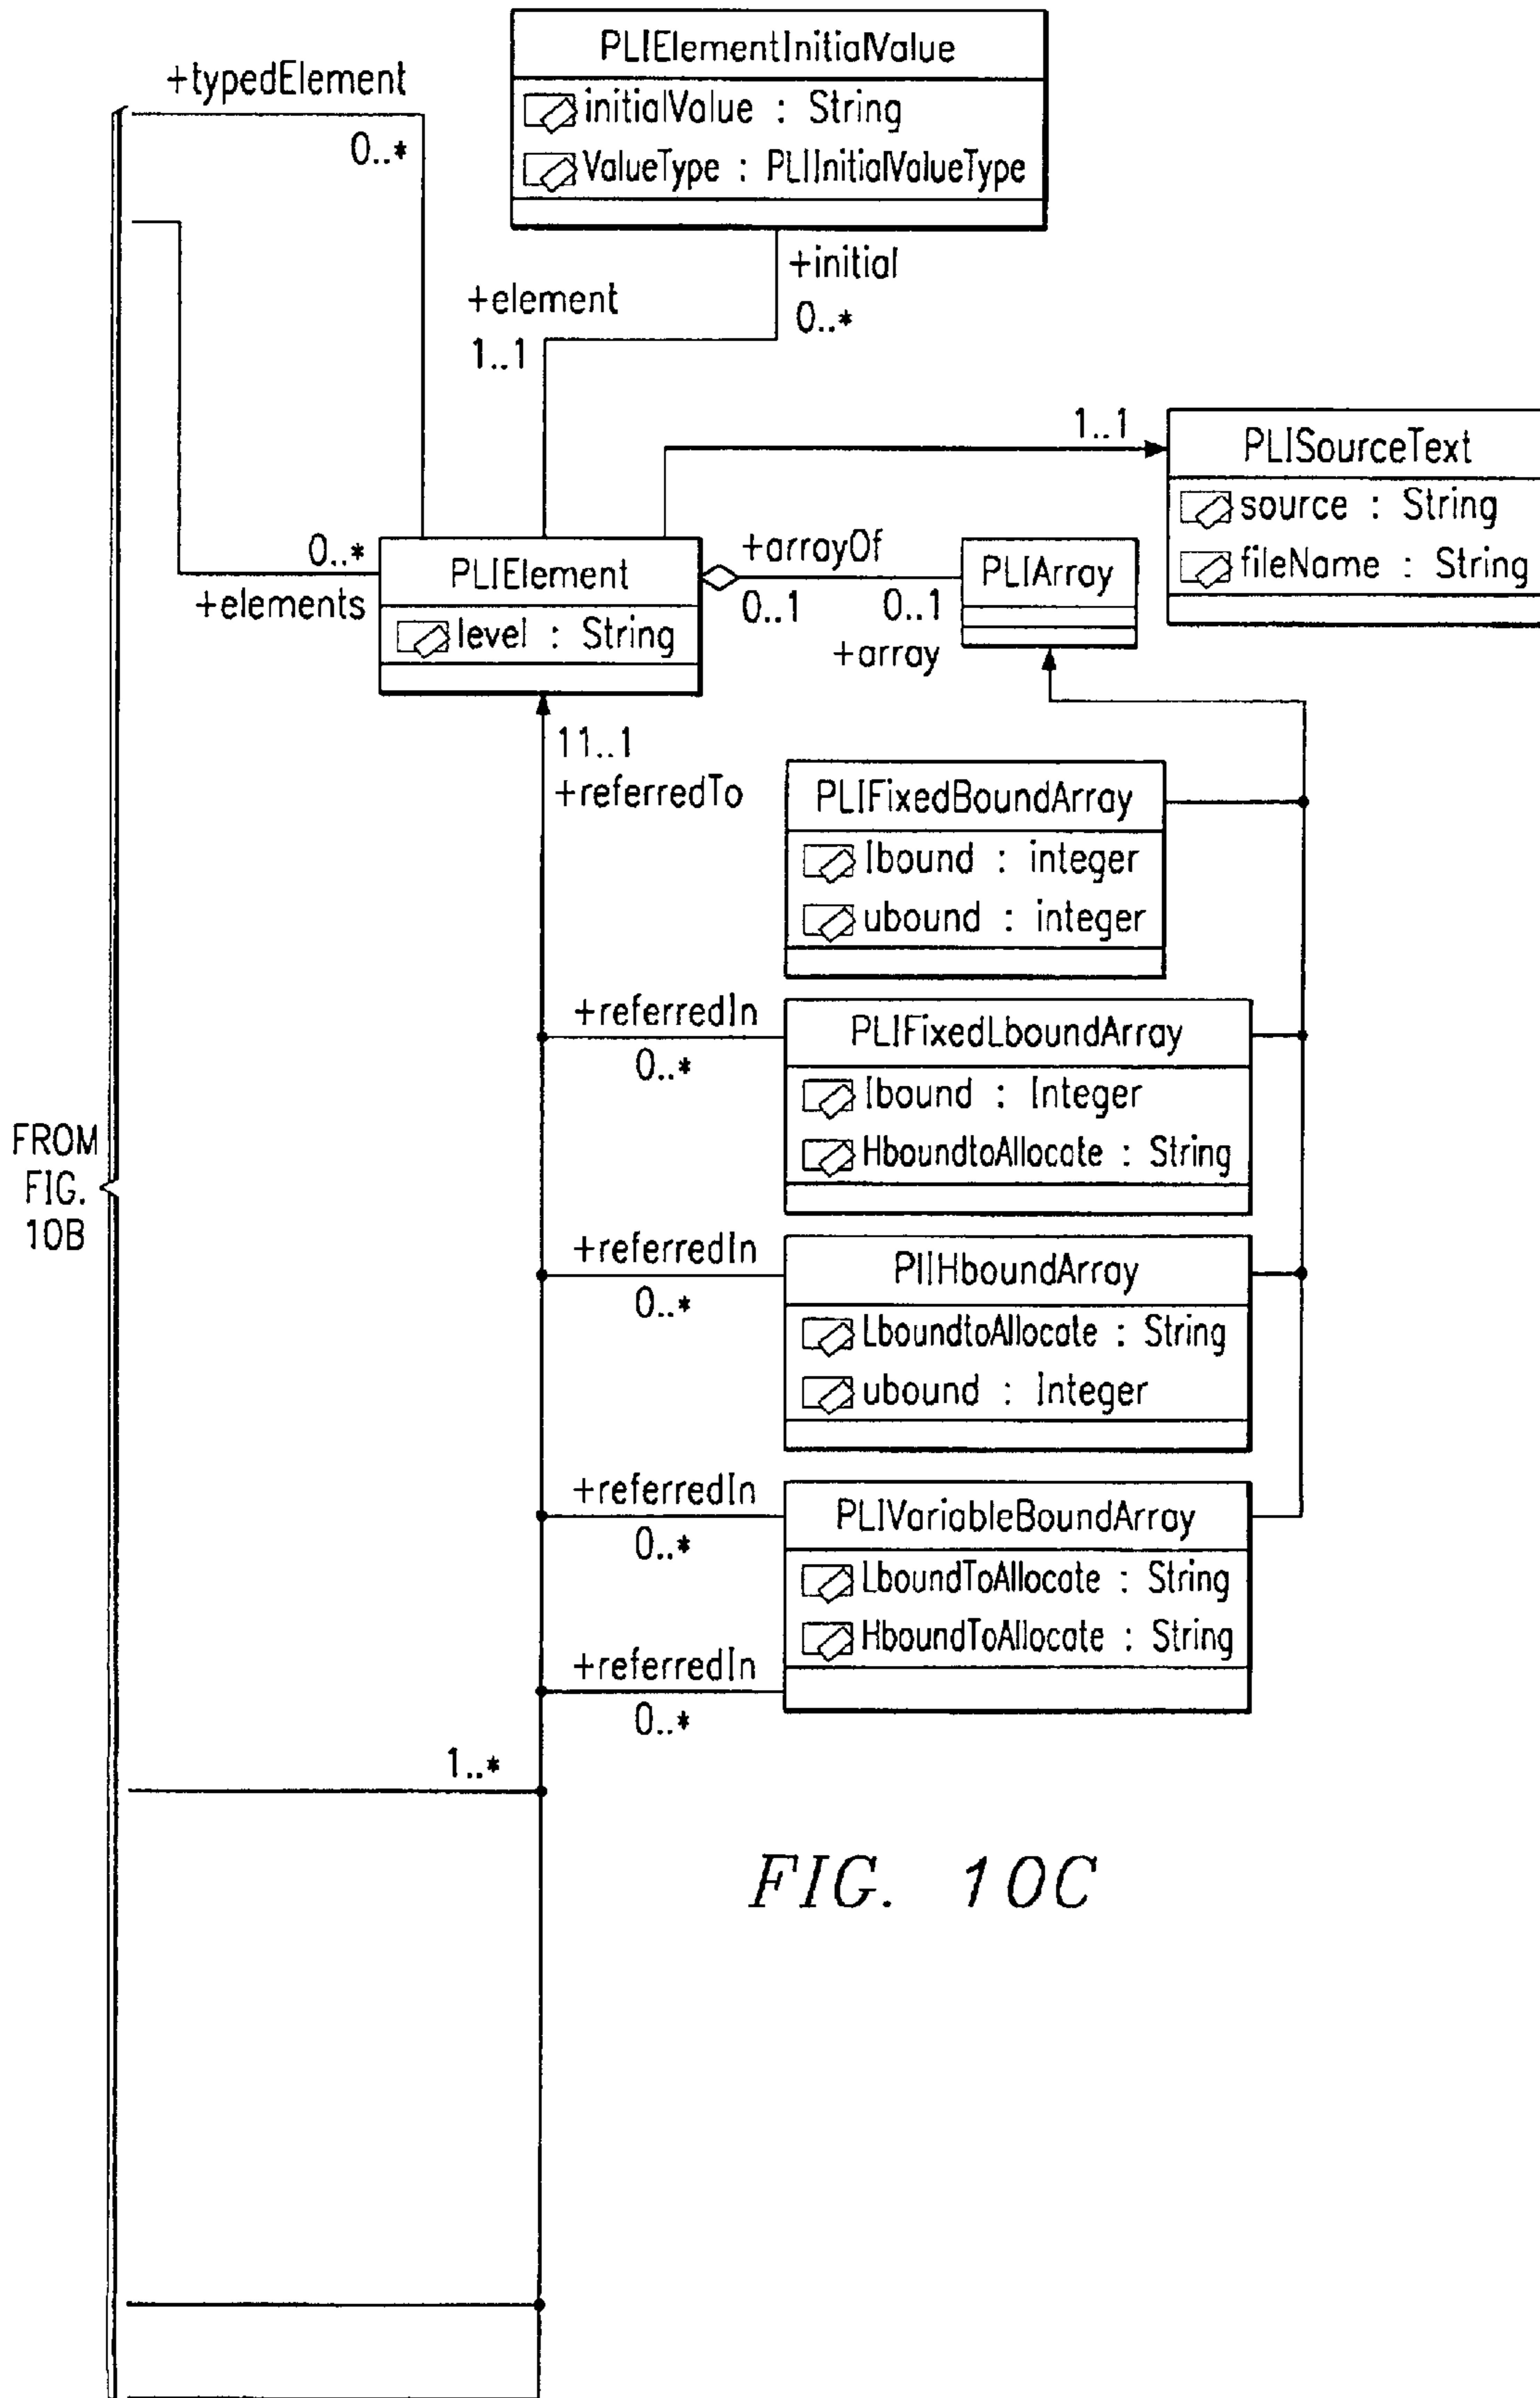 PLIElementInitialValue
initialValue : String
ValueType : PLIInitialValueType
+typedElement
0..*
+initial
0..*
+element
1..1
1..1
PLISourceText
source : String
fileName : String
0..*
+elements
PLIElement
level : String
+arrayOf
0..1
0..1
+array
PLIArray
11..1
+referredTo
PLIFixedBoundArray
lbound : integer
ubound : integer
+referredIn
0..*
PLIFixedLboundArray
lbound : Integer
HboundtoAllocate : String
FROM
FIG.
10B
+referredIn
0..*
PlIHboundArray
LboundtoAllocate : String
ubound : Integer
+referredIn
0..*
PLIVariableBoundArray
LboundToAllocate : String
HboundToAllocate : String
+referredIn
0..*
1..*
FIG. 10C